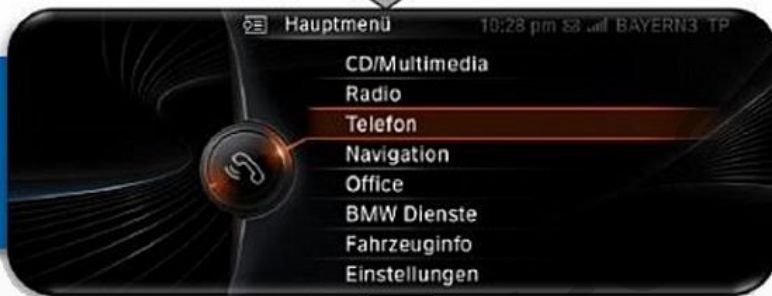 Hauptmenü 10:28 pm BAYERN3 TP
CD/Multimedia
Radio
Telefon
Navigation
Office
BMW Dienste
Fahrzeuginfo
Einstellungen